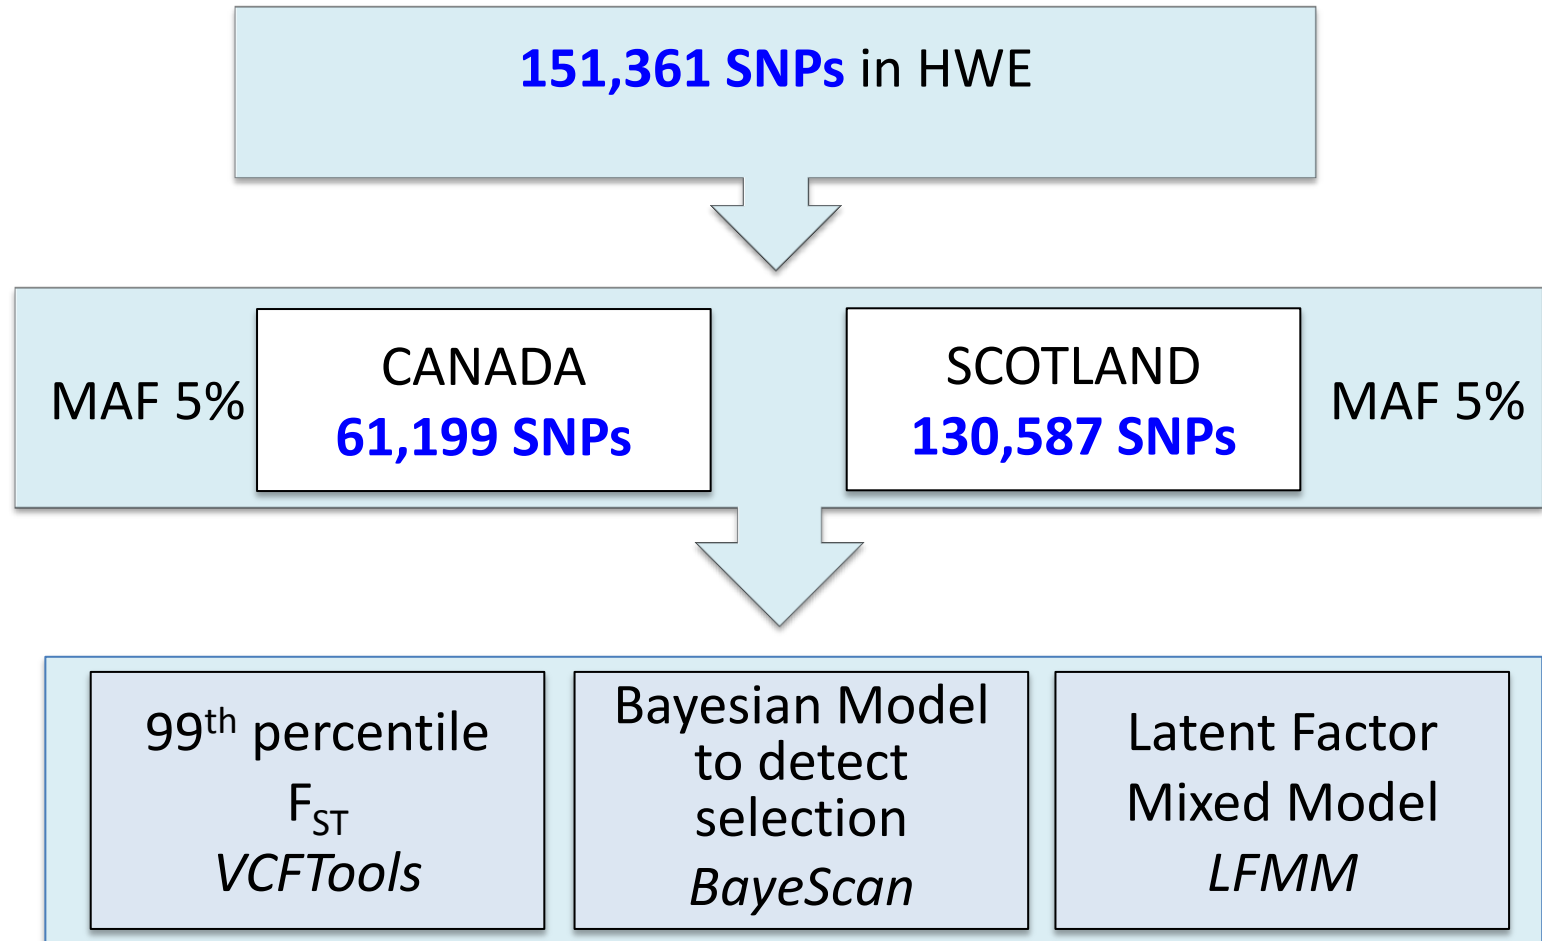 151,361 SNPs in HWE
MAF 5%
CANADA
61,199 SNPs
SCOTLAND
130,587 SNPs
MAF 5%
99th percentile
FST
VCFTools
Bayesian Model
to detect
selection
BayeScan
Latent Factor
Mixed Model
LFMM